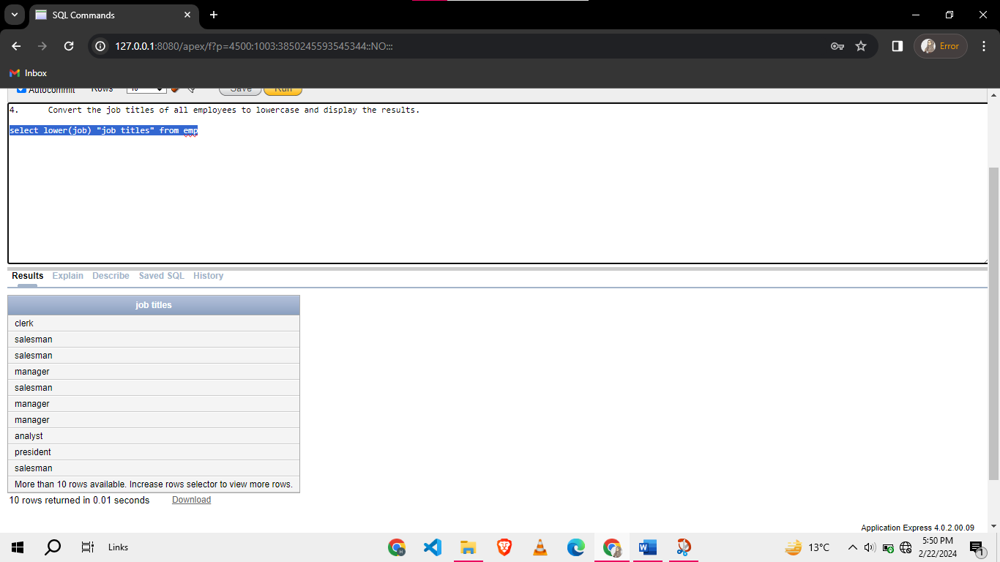 SQL Commands
127.0.0.1:8080/apex/f?p=4500:1003:3850245593545344::NO:::
Error
Inbox
Autocommit Rows 10 Save Run
4. Convert the job titles of all employees to lowercase and display the results.
select lower(job) "job titles" from emp
Results Explain Describe Saved SQL History
job titles
clerk
salesman
salesman
manager
salesman
manager
manager
analyst
president
salesman
More than 10 rows available. Increase rows selector to view more rows.
10 rows returned in 0.01 seconds Download
Application Express 4.0.2.00.09
Links
13°C
5:50 PM
2/22/2024
1